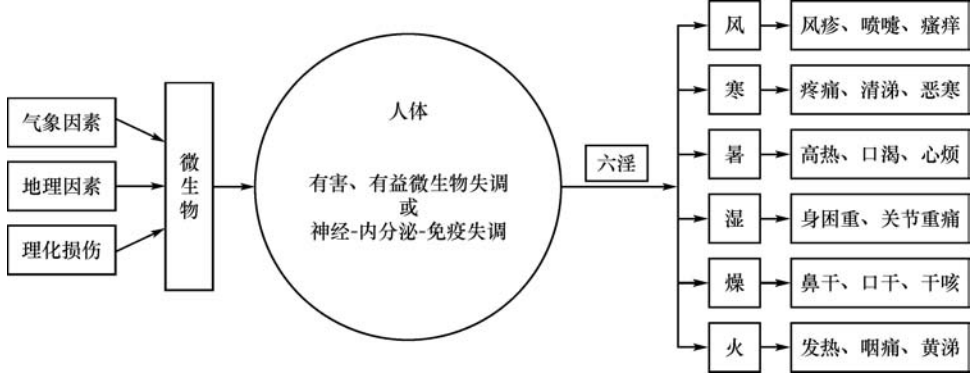 气象因素
地理因素
理化损伤
微生物
人体
有害、有益微生物失调
或
神经-内分泌-免疫失调
六淫
风
风疹、喷嚏、瘙痒
寒
疼痛、清涕、恶寒
暑
高热、口渴、心烦
湿
身困重、关节重痛
燥
鼻干、口干、干咳
火
发热、咽痛、黄涕